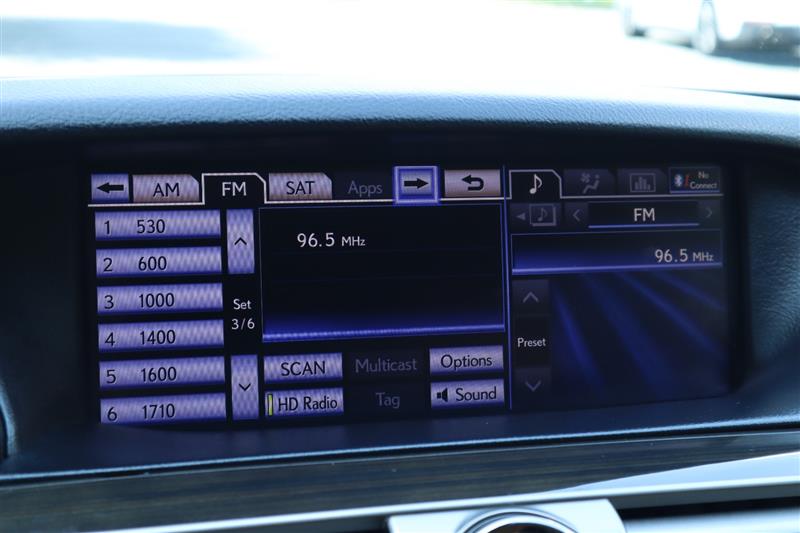 AM FM SAT Apps
No Connect
1 530
2 600
3 1000
4 1400
5 1600
6 1710
Set
3/6
96.5 MHz
SCAN Multicast Options
HD Radio Tag Sound
FM
96.5 MHz
Preset